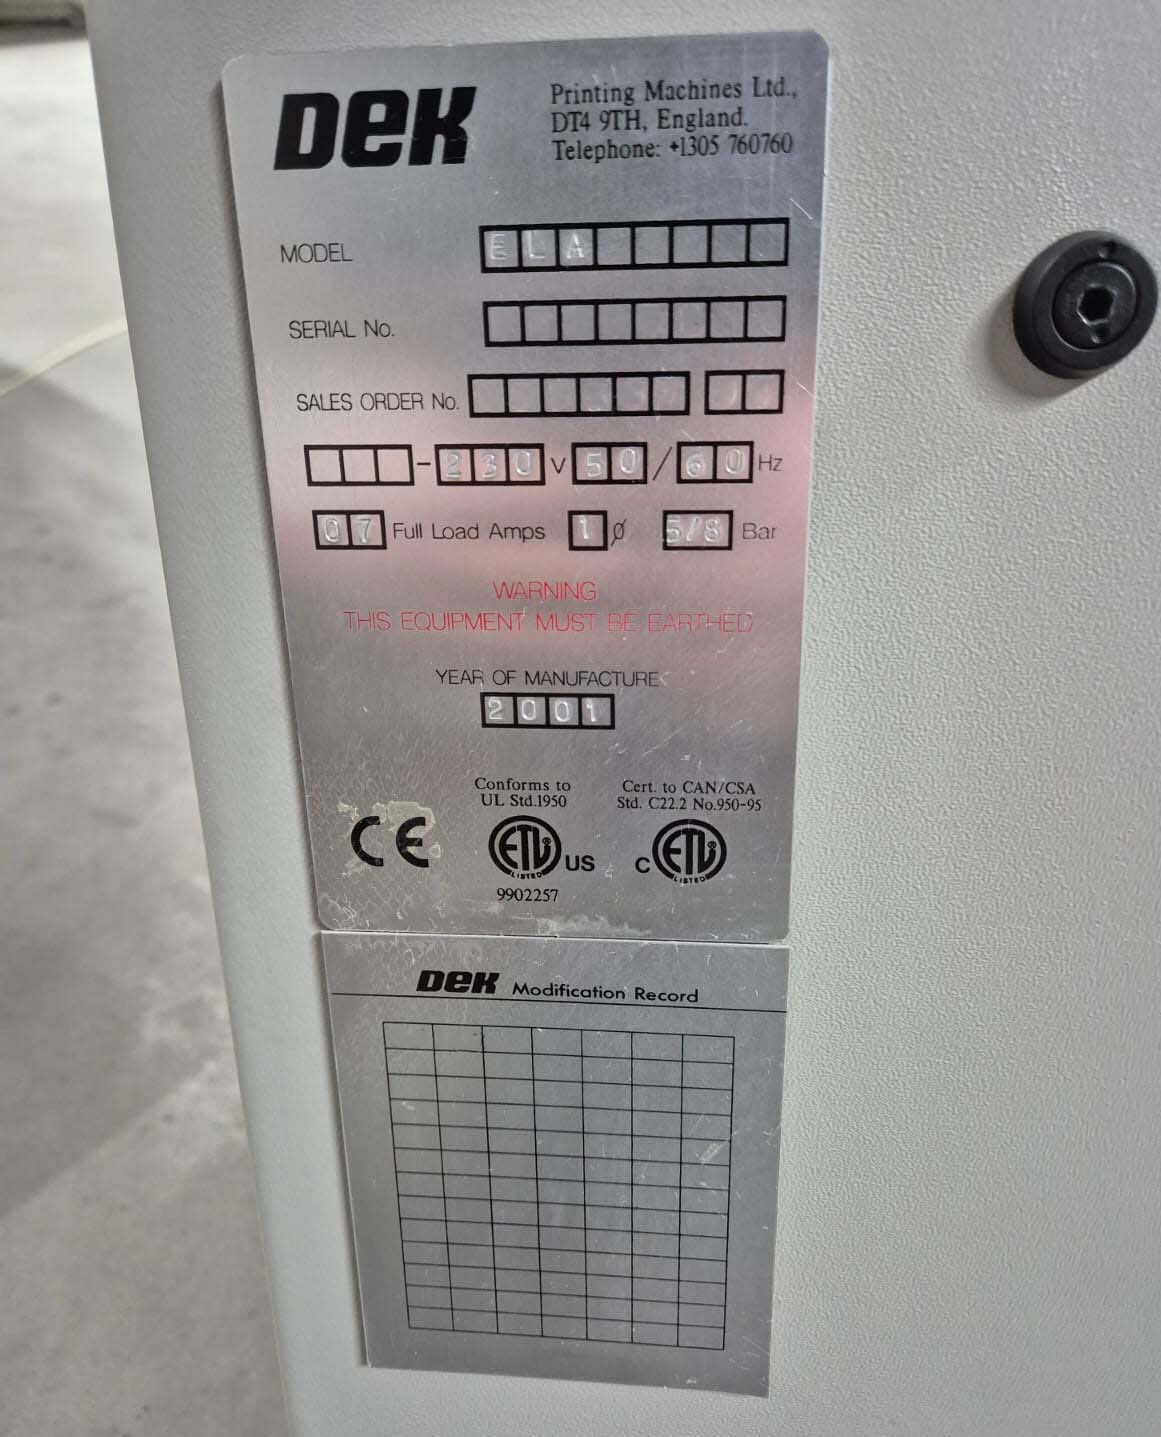 DEK
Printing Machines Ltd.,
DT4 9TH, England.
Telephone: +1305 760760
MODEL ELA
SERIAL No.
SALES ORDER No.
- 230 V 50 / 60 Hz
07 Full Load Amps 1 ø 5/8 Bar
WARNING
THIS EQUIPMENT MUST BE EARTHED
YEAR OF MANUFACTURE
2001
Conforms to
UL Std.1950
Cert. to CAN/CSA
Std. C22.2 No.950-95
CE
ETL® US
LISTED
C ETL®
LISTED
9902257
DEK Modification Record